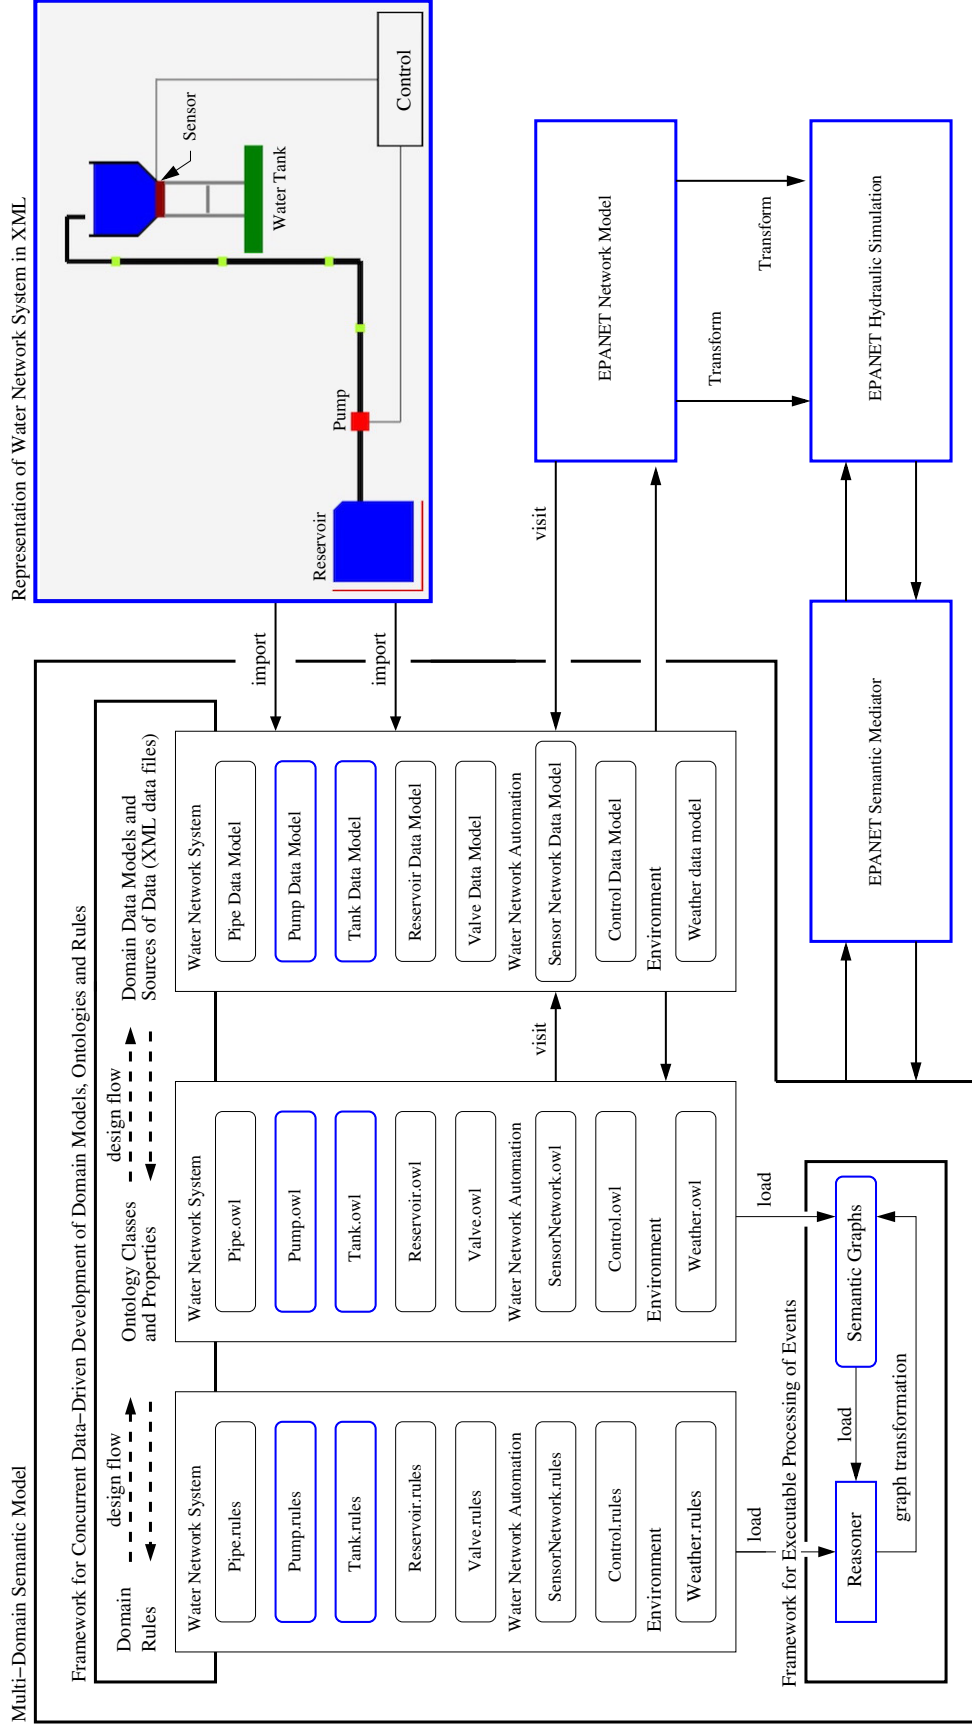 Multi-Domain Semantic Model
Framework for Concurrent Data-Driven Development of Domain Models, Ontologies and Rules
Domain
Rules
design flow
Ontology Classes
and Properties
design flow
Domain Data Models and
Sources of Data (XML data files)
Water Network System
Pipe.rules
Pump.rules
Tank.rules
Reservoir.rules
Valve.rules
Water Network Automation
SensorNetwork.rules
Control.rules
Environment
Weather.rules
Water Network System
Pipe.owl
Pump.owl
Tank.owl
Reservoir.owl
Valve.owl
Water Network Automation
SensorNetwork.owl
Control.owl
Environment
Weather.owl
visit
Water Network System
Pipe Data Model
Pump Data Model
Tank Data Model
Reservoir Data Model
Valve Data Model
Water Network Automation
Sensor Network Data Model
Control Data Model
Environment
Weather data model
import
import
visit
Representation of Water Network System in XML
Reservoir
Pump
Water Tank
Sensor
Control
load
load
Framework for Executable Processing of Events
Reasoner
load
Semantic Graphs
graph transformation
EPANET Semantic Mediator
EPANET Network Model
Transform
Transform
EPANET Hydraulic Simulation